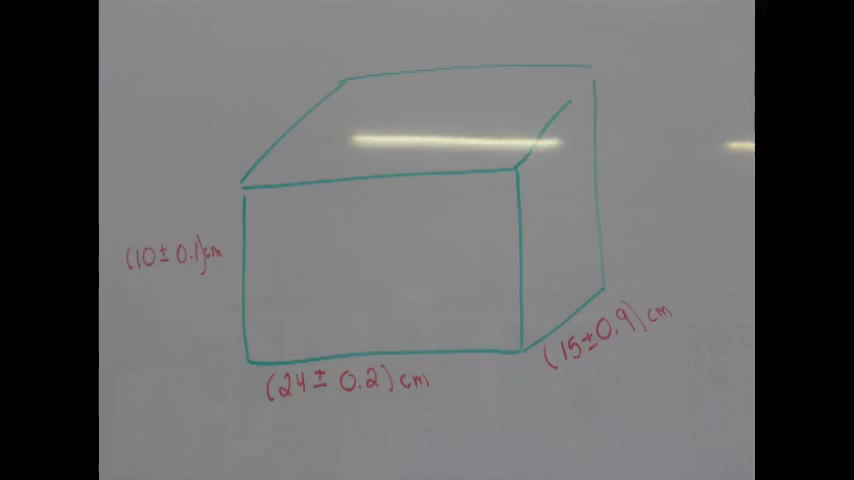 (10 ± 0.1)cm
(15 ± 0.9) cm
(24 ± 0.2) cm